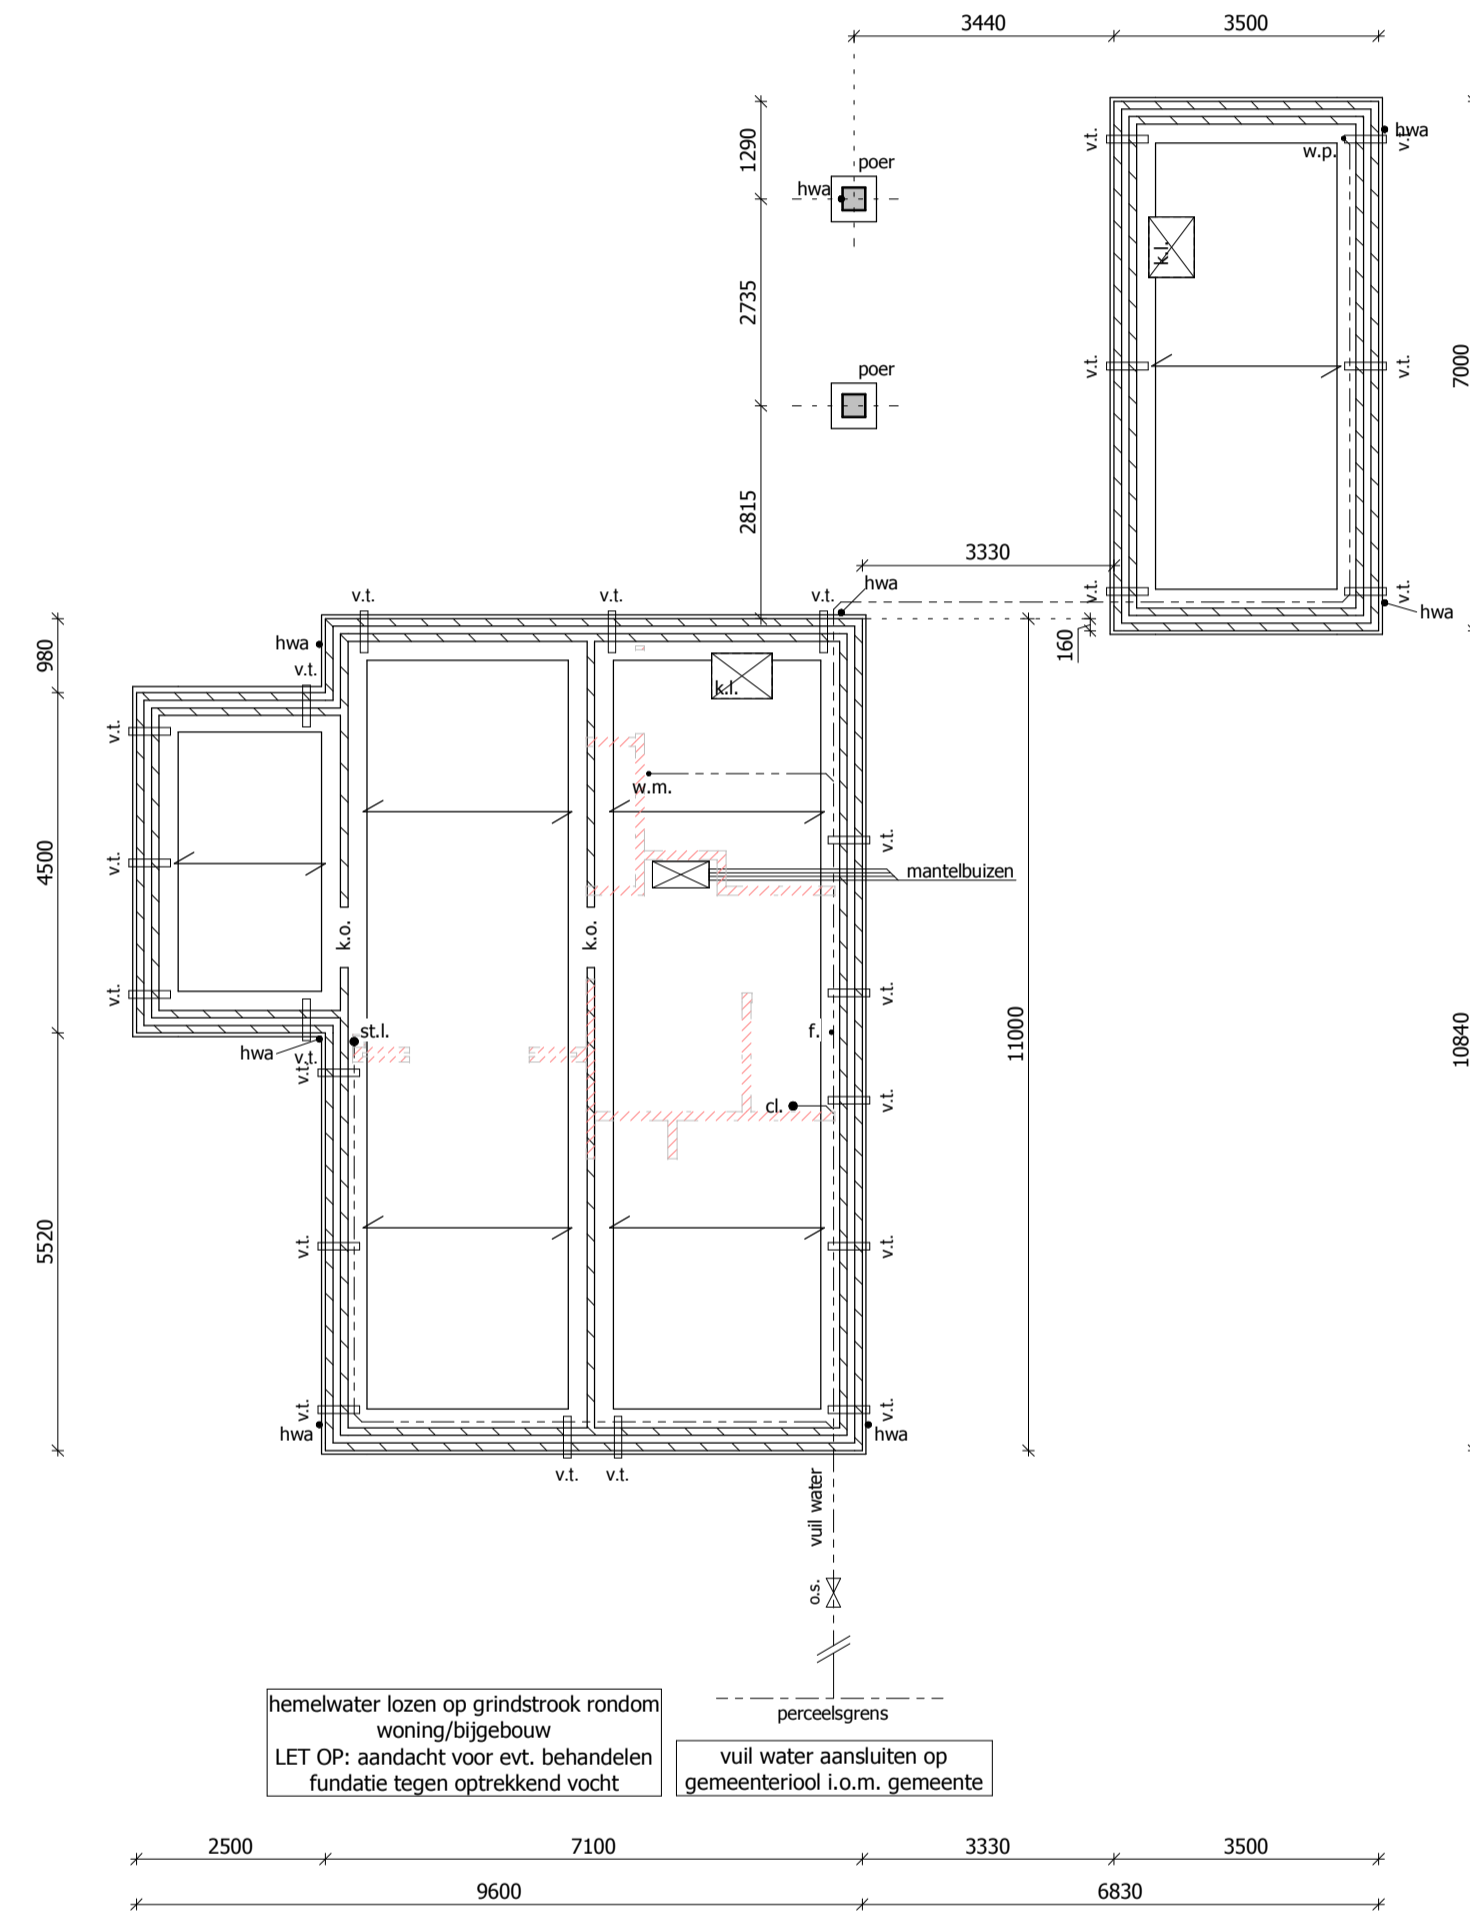 3440
3500
1290
poer
hwa
v.t.
hwa
v.t.
w.p.
k.l.
2735
poer
v.t.
v.t.
7000
2815
3330
hwa
v.t.
v.t.
hwa
160
v.t.
v.t.
v.t.
980
hwa
v.t.
k.l.
v.t.
w.m.
v.t.
4500
v.t.
mantelbuizen
k.o.
k.o.
v.t.
v.t.
st.l.
f.
11000
10840
hwa
v.t.
v.t.
cl.
v.t.
5520
v.t.
v.t.
v.t.
v.t.
hwa
hwa
v.t.
v.t.
vuil water
o.s.
perceelsgrens
hemelwater lozen op grindstrook rondom
woning/bijgebouw
LET OP: aandacht voor evt. behandelen
fundatie tegen optrekkend vocht
vuil water aansluiten op
gemeenteriool i.o.m. gemeente
2500
7100
3330
3500
9600
6830